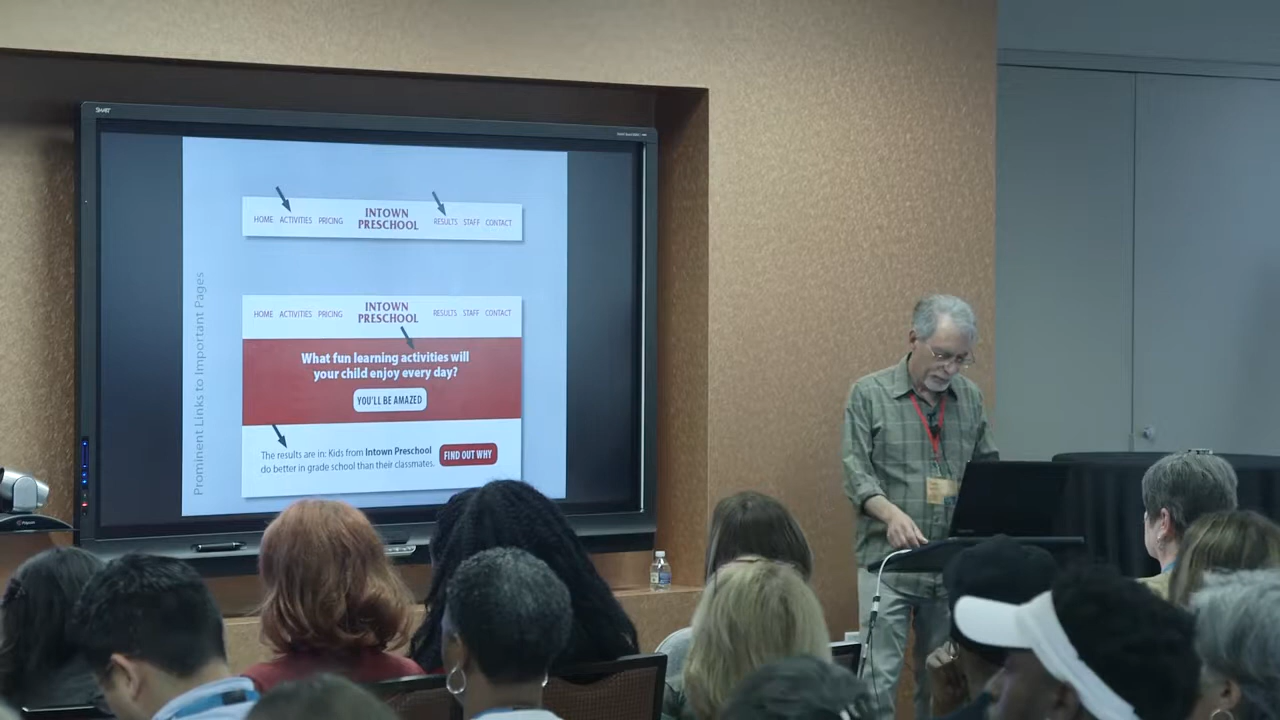 SMART
Prominent Links to Important Pages
HOME ACTIVITIES PRICING INTOWN PRESCHOOL RESULTS STAFF CONTACT
HOME ACTIVITIES PRICING INTOWN PRESCHOOL RESULTS STAFF CONTACT
What fun learning activities will
your child enjoy every day?
YOU'LL BE AMAZED
The results are in: Kids from Intown Preschool
do better in grade school than their classmates.
FIND OUT WHY